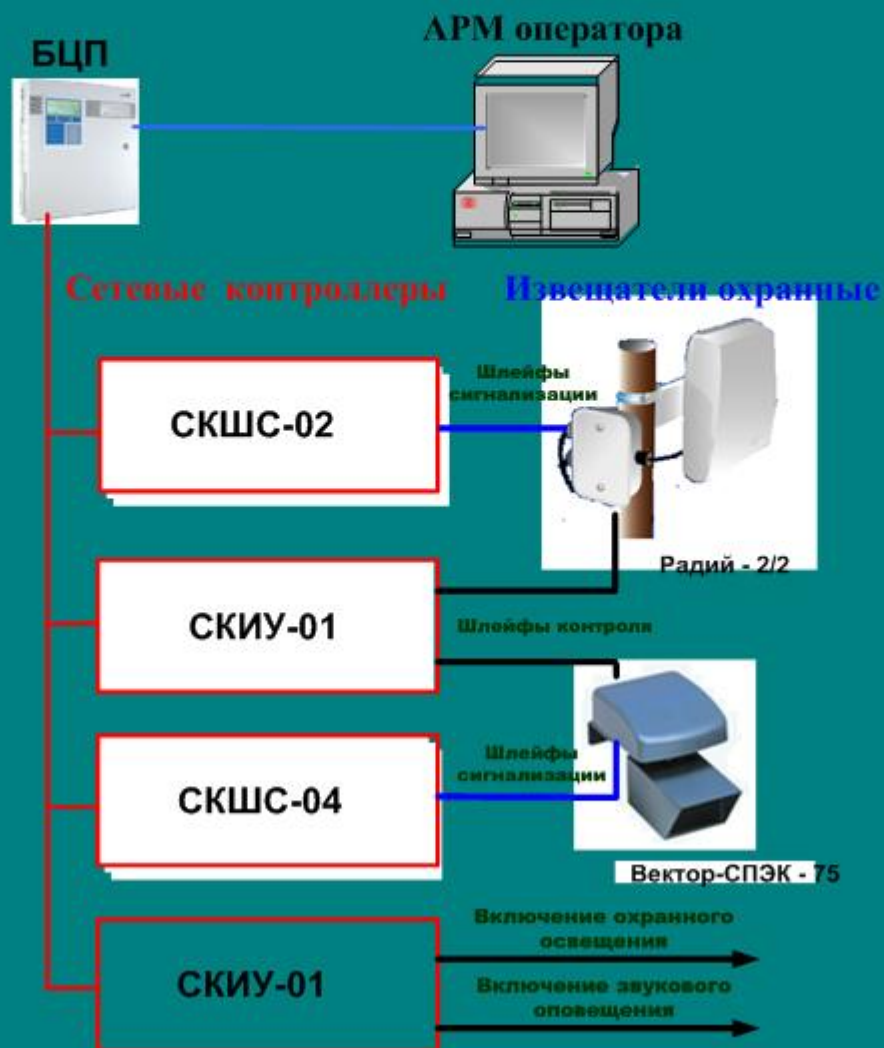 АРМ оператора
БЦП
Сетевые контроллеры
Извещатели охранные
Шлейфы
сигнализации
СКШС-02
Радий - 2/2
СКИУ-01
Шлейфы контроля
Шлейфы
сигнализации
СКШС-04
Вектор-СПЭК - 75
Включение охранного
освещения
СКИУ-01
Включение звукового
оповещения